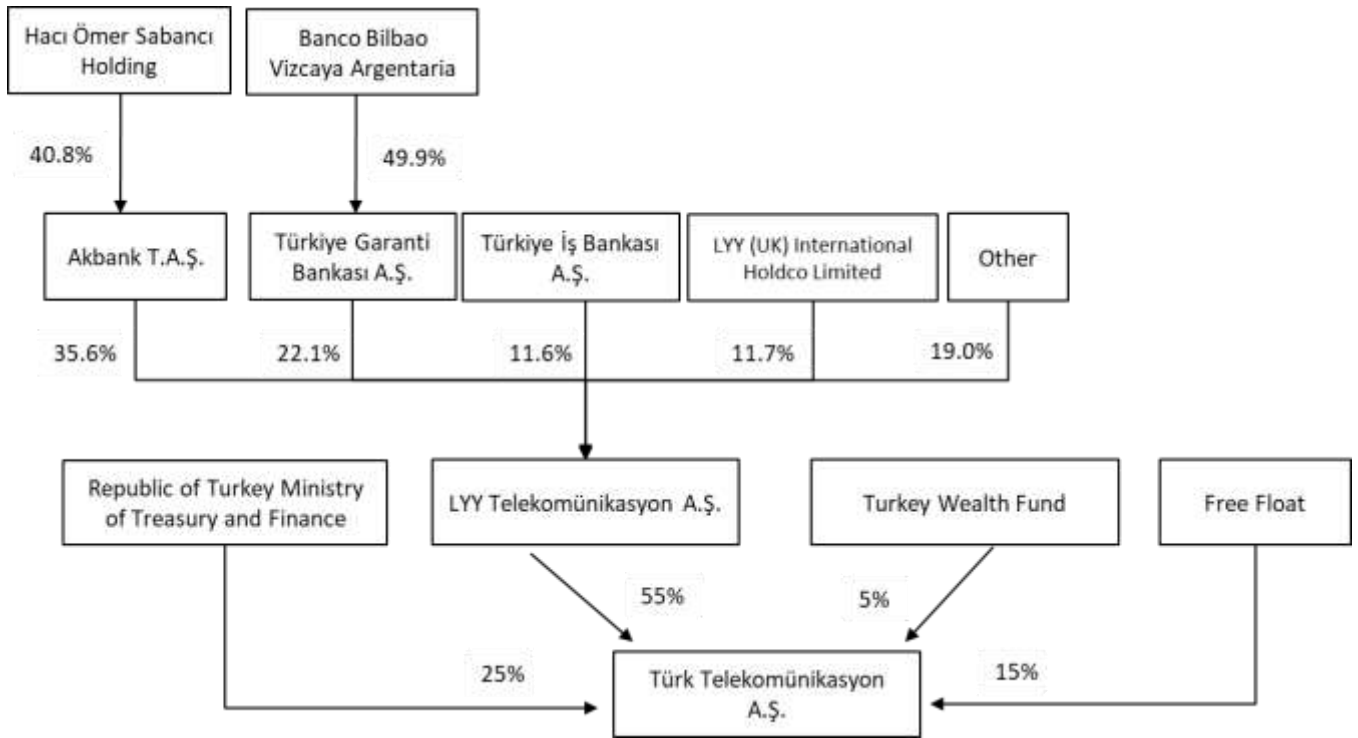 Hacı Ömer Sabancı
Holding
Banco Bilbao
Vizcaya Argentaria
40.8%
49.9%
Akbank T.A.Ş.
Türkiye Garanti
Bankası A.Ş.
Türkiye İş Bankası
A.Ş.
LYY (UK) International
Holdco Limited
Other
35.6%
22.1%
11.6%
11.7%
19.0%
Republic of Turkey Ministry
of Treasury and Finance
LYY Telekomünikasyon A.Ş.
Turkey Wealth Fund
Free Float
55%
5%
25%
15%
Türk Telekomünikasyon
A.Ş.